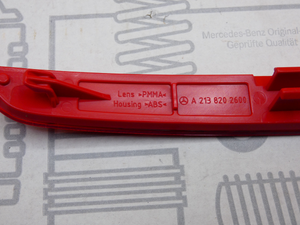 Mercedes-Benz
Original
Geprüfte Qualität
Lens >PMMA<
Housing >ABS<
A 213 820 2600